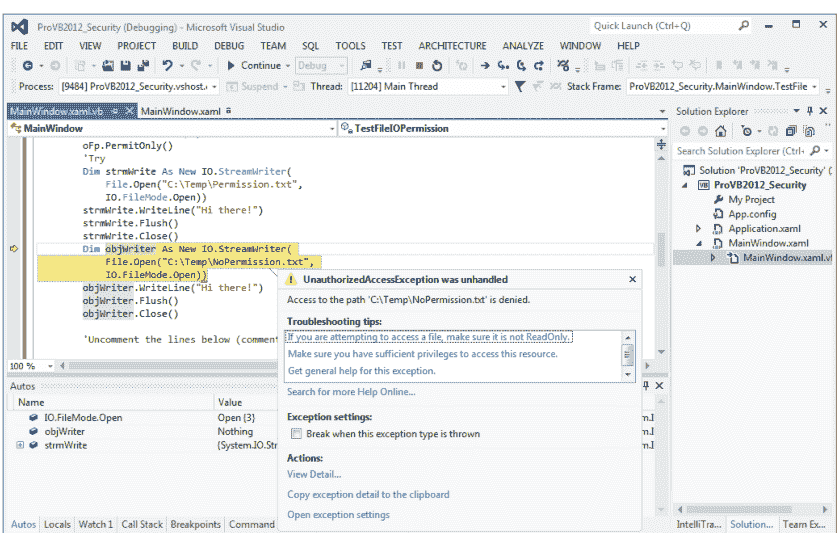 ProVB2012_Security (Debugging) - Microsoft Visual Studio
Quick Launch (Ctrl+Q)
FILE EDIT VIEW PROJECT BUILD DEBUG TEAM SQL TOOLS TEST ARCHITECTURE ANALYZE WINDOW HELP
Continue Debug
Process: [9484] ProVB2012_Security.vshost. Suspend Thread: [11204] Main Thread Stack Frame: ProVB2012_Security.MainWindow.TestFile
MainWindow.xaml.vb MainWindow.xaml
MainWindow TestFileIOPermission
oFp.PermitOnly()
'Try
Dim strmWrite As New IO.StreamWriter(
File.Open("C:\Temp\Permission.txt",
IO.FileMode.Open))
strmWrite.WriteLine("Hi there!")
strmWrite.Flush()
strmWrite.Close()
Dim objWriter As New IO.StreamWriter(
File.Open("C:\Temp\NoPermission.txt",
IO.FileMode.Open))
objWriter.WriteLine("Hi there!")
objWriter.Flush()
objWriter.Close()
'Uncomment the lines below (comment
100 %
UnauthorizedAccessException was unhandled
Access to the path 'C:\Temp\NoPermission.txt' is denied.
Troubleshooting tips:
If you are attempting to access a file, make sure it is not ReadOnly.
Make sure you have sufficient privileges to access this resource.
Get general help for this exception.
Search for more Help Online...
Exception settings:
Break when this exception type is thrown
Actions:
View Detail...
Copy exception detail to the clipboard
Open exception settings
Autos
Name Value
IO.FileMode.Open Open {3}
objWriter Nothing
strmWrite {System.IO.Str
Autos Locals Watch 1 Call Stack Breakpoints Command
Solution Explorer
Search Solution Explorer (Ctrl+
Solution 'ProVB2012_Security' (
ProVB2012_Security
My Project
App.config
Application.xaml
MainWindow.xaml
MainWindow.xaml.v
IntelliTra... Solution... Team Ex...